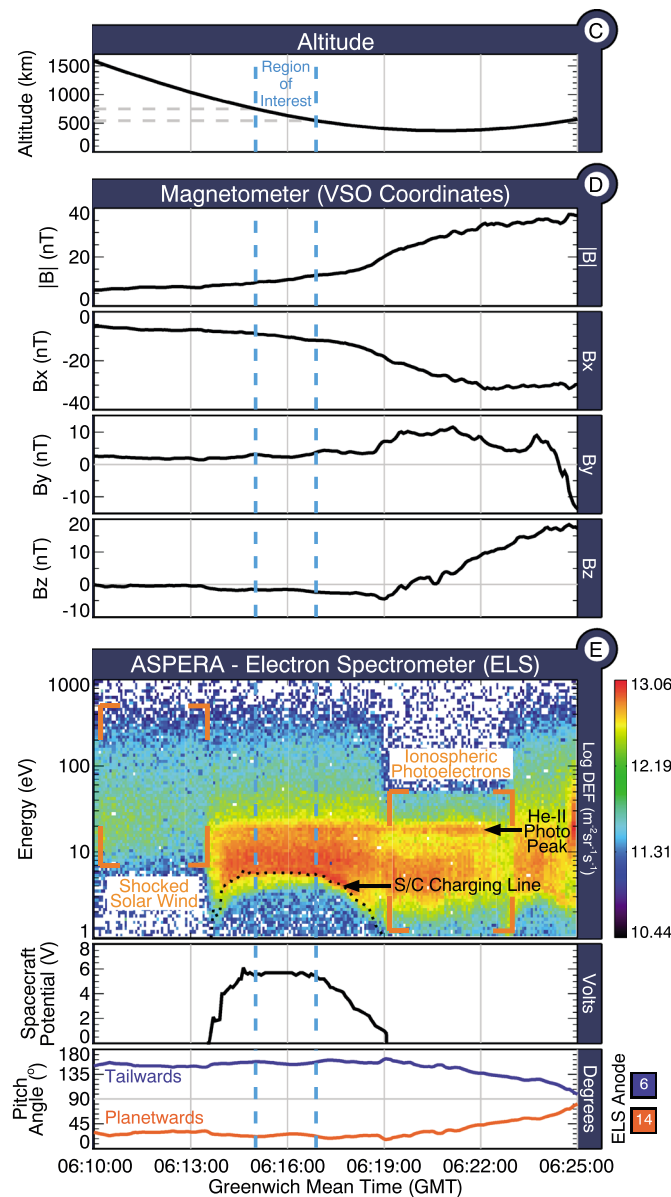 C
Altitude
Altitude (km)
1500
1000
500
0
Region
of
Interest
D
Magnetometer (VSO Coordinates)
|B| (nT)
40
20
0
|B|
Bx (nT)
0
-20
-40
Bx
By (nT)
10
0
-10
By
Bz (nT)
20
10
0
-10
Bz
E
ASPERA - Electron Spectrometer (ELS)
Energy (eV)
1000
100
10
1
Shocked
Solar Wind
Ionospheric
Photoelectrons
He-II
Photo
Peak
S/C Charging Line
Log DEF (m-2sr-1s-1)
13.06
12.19
11.31
10.44
Spacecraft
Potential (V)
8
6
4
2
0
Volts
Pitch
Angle (°)
180
135
90
45
0
Tailwards
Planetwards
Degrees
ELS Anode
6
14
06:10:00 06:13:00 06:16:00 06:19:00 06:22:00 06:25:00
Greenwich Mean Time (GMT)